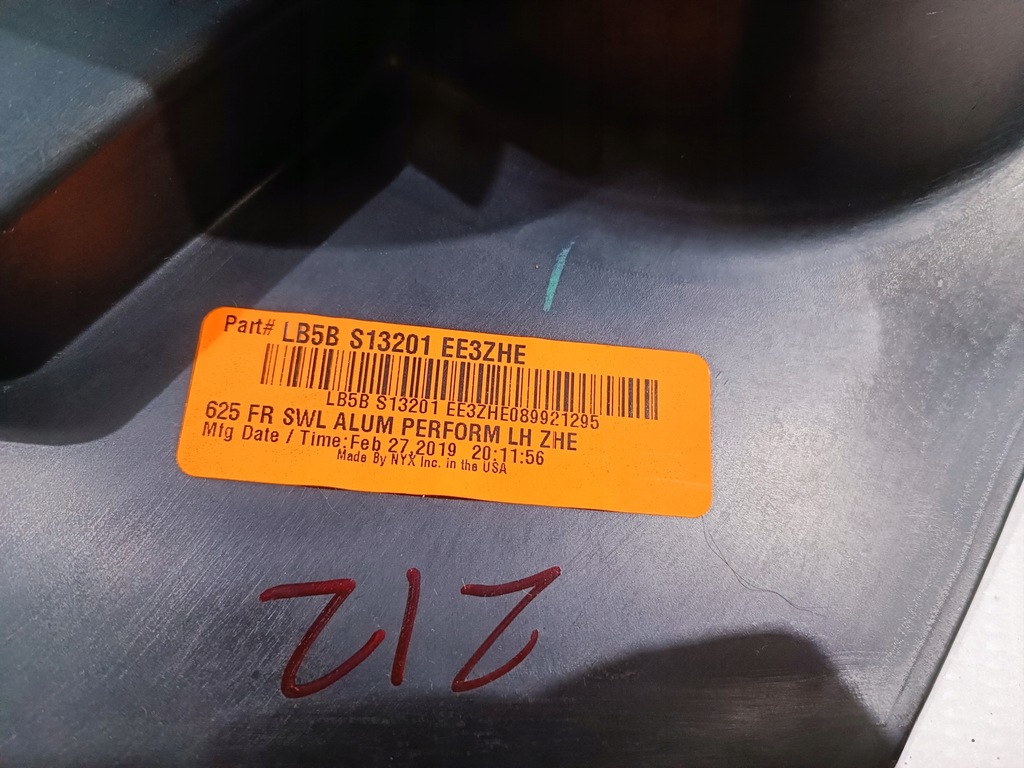 Part# LB5B S13201 EE3ZHE
LB5B S13201 EE3ZHE089921295
625 FR SWL ALUM PERFORM LH ZHE
Mfg Date / Time:Feb 27,2019 20:11:56
Made By NYX Inc. in the USA
212